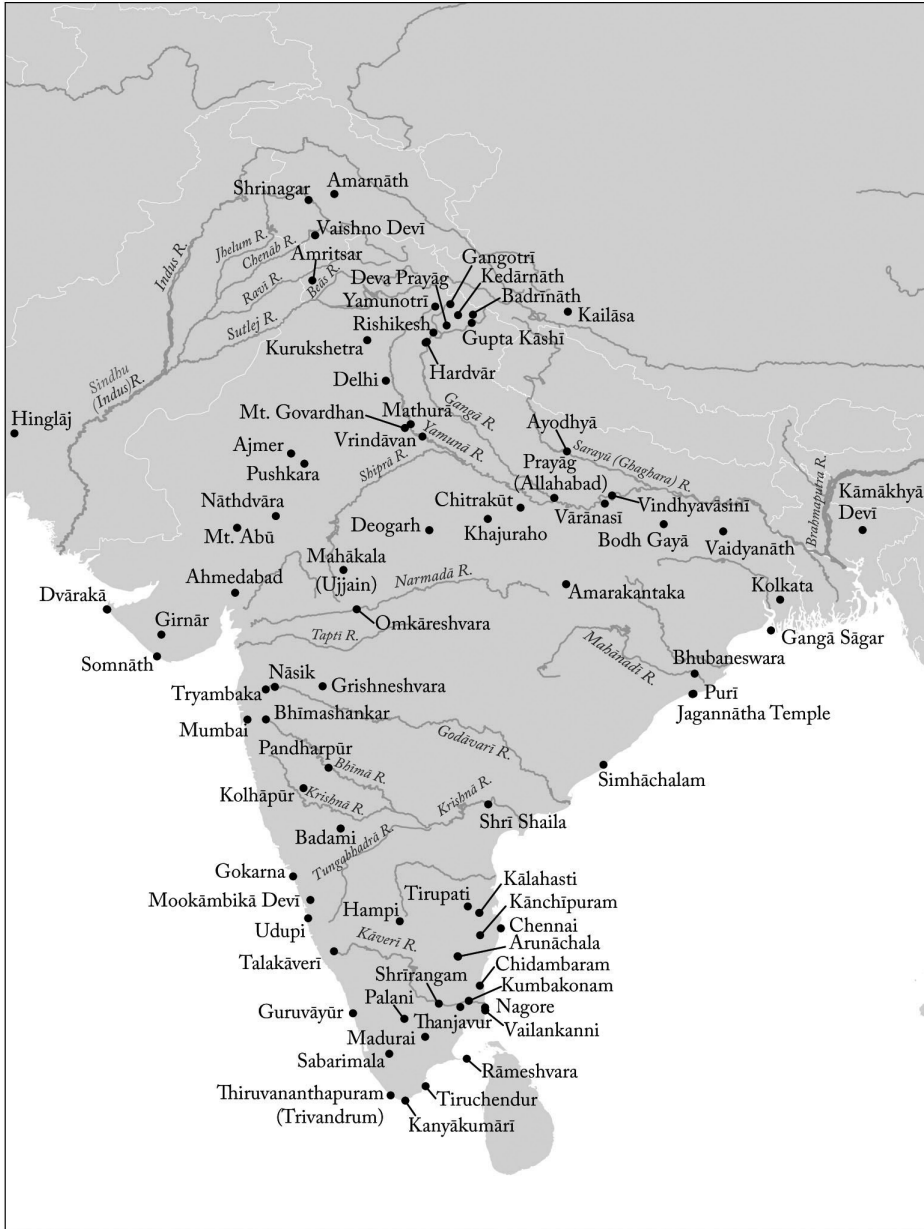 Amarnāth
Shrinagar
Vaishno Devī
Jhelum R.
Chenāb R.
Indus R.
Amritsar
Gangotrī
Ravi R.
Beās R.
Deva Prayāg
Kedārnāth
Yamunotrī
Badrīnāth
Kailāsa
Sutlej R.
Rishikesh
Gupta Kāshī
Kurukshetra
Hardvār
Sindhu
(Indus)R.
Delhi
Hinglāj
Mt. Govardhan
Mathurā
Gangā R.
Vrindāvan
Yamunā R.
Ayodhyā
Ajmer
Sarayū (Ghaghara) R.
Pushkara
Shiprā R.
Prayāg
(Allahabad)
Brahmaputra R.
Nāthdvāra
Chitrakūt
Vindhyavāsinī
Kāmākhyā
Devī
Mt. Abū
Deogarh
Khajuraho
Vārānasī
Bodh Gayā
Vaidyanāth
Mahākala
(Ujjain)
Ahmedabad
Narmadā R.
Amarakantaka
Kolkata
Dvārakā
Girnār
Omkāreshvara
Tapti R.
Gangā Sāgar
Somnāth
Mahānadī R.
Bhubaneswara
Nāsik
Grishneshvara
Tryambaka
Purī
Jagannātha Temple
Mumbai
Bhīmashankar
Godāvarī R.
Pandharpūr
Bhīmā R.
Simhāchalam
Kolhāpūr
Krishnā R.
Krishnā R.
Shrī Shaila
Badami
Tungabhadrā R.
Gokarna
Kālahasti
Tirupati
Mookāmbikā Devī
Kānchīpuram
Hampi
Udupi
Chennai
Kāverī R.
Arunāchala
Talakāverī
Chidambaram
Shrīrangam
Kumbakonam
Palani
Guruvāyūr
Nagore
Thanjavur
Vailankanni
Madurai
Sabarimala
Rāmeshvara
Thiruvananthapuram
(Trivandrum)
Tiruchendur
Kanyākumārī